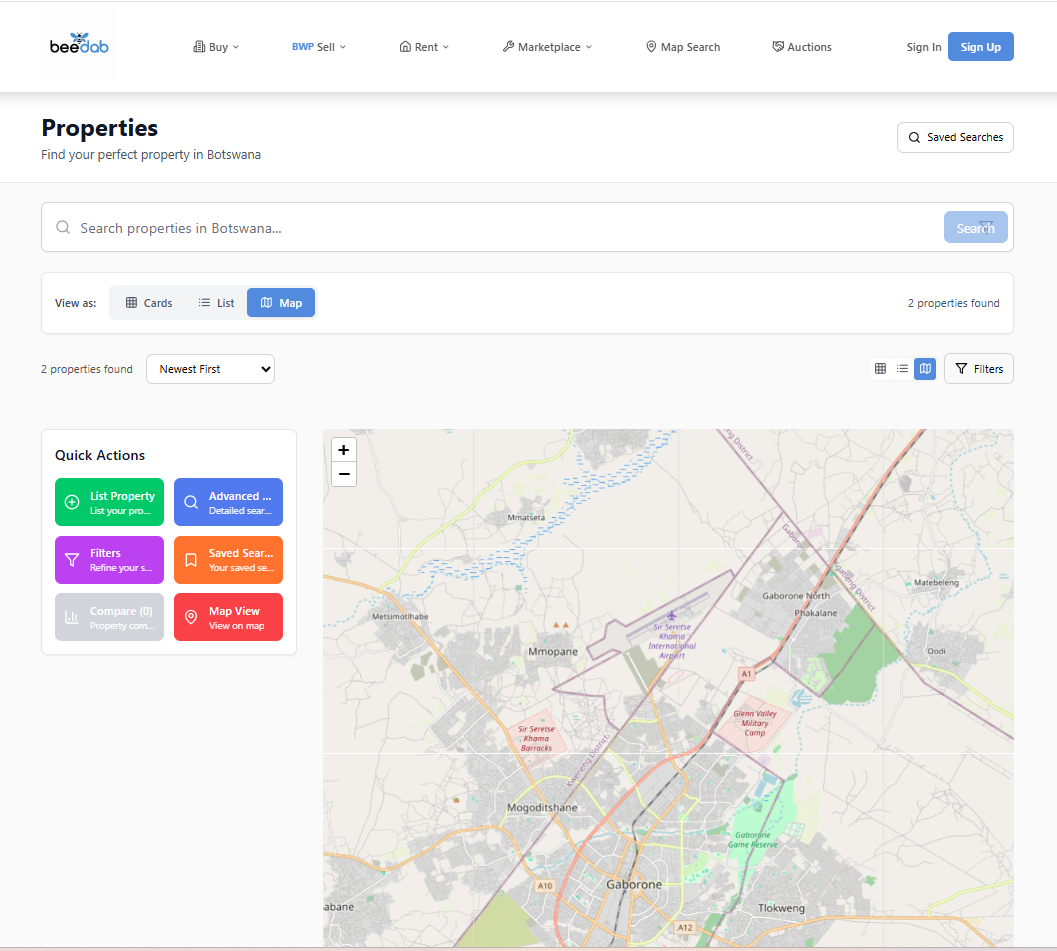 beedab
Buy
BWP Sell
Rent
Marketplace
Map Search
Auctions
Sign In
Sign Up
Properties
Find your perfect property in Botswana
Saved Searches
Search properties in Botswana...
Search
View as:
Cards
List
Map
2 properties found
2 properties found
Newest First
Filters
Quick Actions
List Property
List your pro...
Advanced ...
Detailed sear...
Filters
Refine your s...
Saved Sear...
Your saved se...
Compare (0)
Property com...
Map View
View on map
+
−
Mmatseta
Metsimotlhabe
Mmopane
Sir Seretse
Khama
International
Airport
Gaborone North
Phakalane
Matebeleng
Oodi
Kgatleng District
A1
Glenn Valley
Military
Camp
Sir Seretse
Khama
Barracks
Kweneng District
Mogoditshane
Gaborone
Game Reserve
A10
Gaborone
Tlokweng
A12